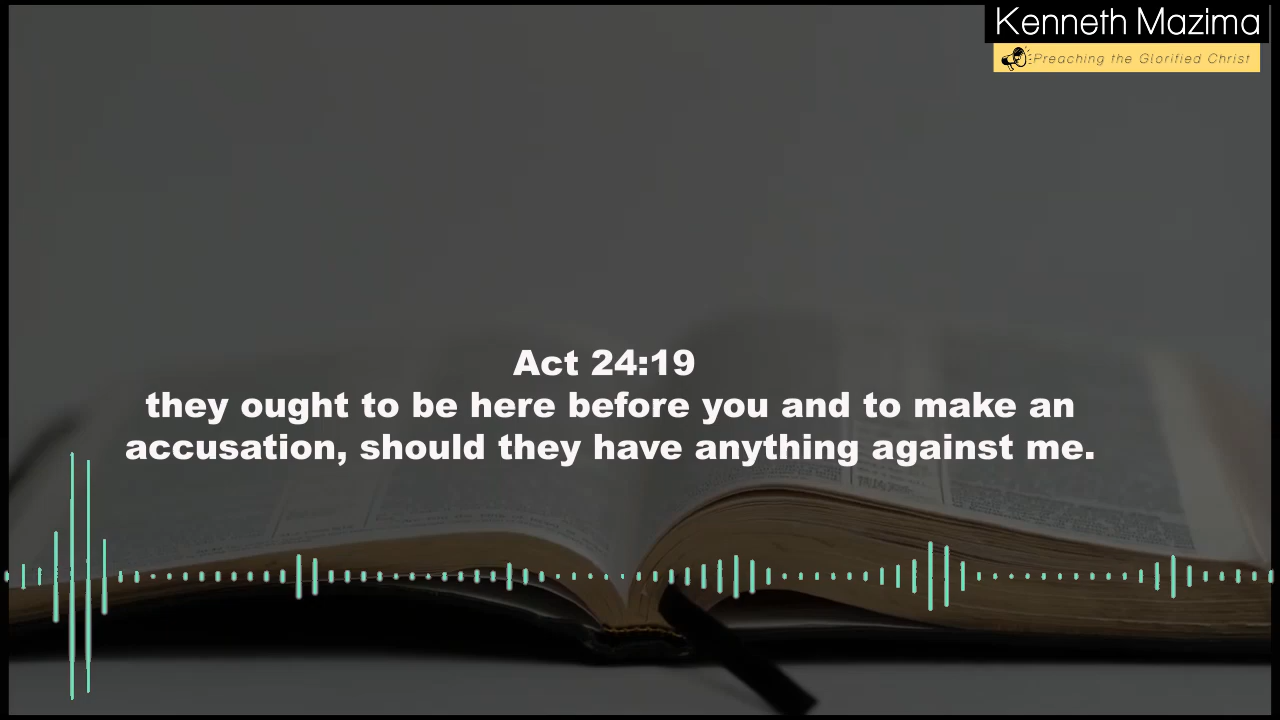 Kenneth Mazima
Preaching the Glorified Christ
Act 24:19
they ought to be here before you and to make an
accusation, should they have anything against me.